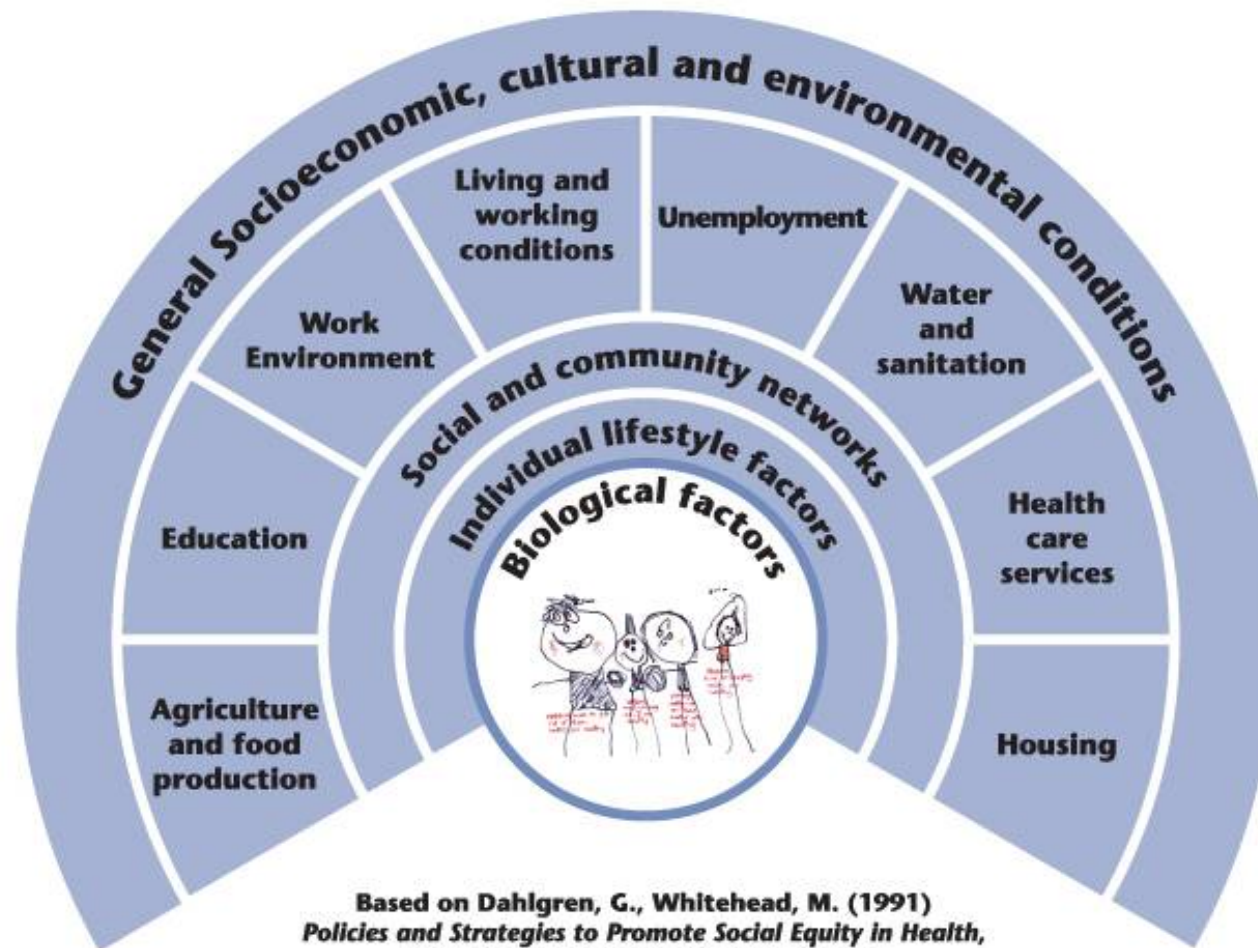 General Socioeconomic, cultural and environmental conditions
Living and
working
conditions
Unemployment
Work
Environment
Water
and
sanitation
Social and community networks
Education
Individual lifestyle factors
Health
care
services
Biological factors
Agriculture
and food
production
Housing
Based on Dahlgren, G., Whitehead, M. (1991)
Policies and Strategies to Promote Social Equity in Health,